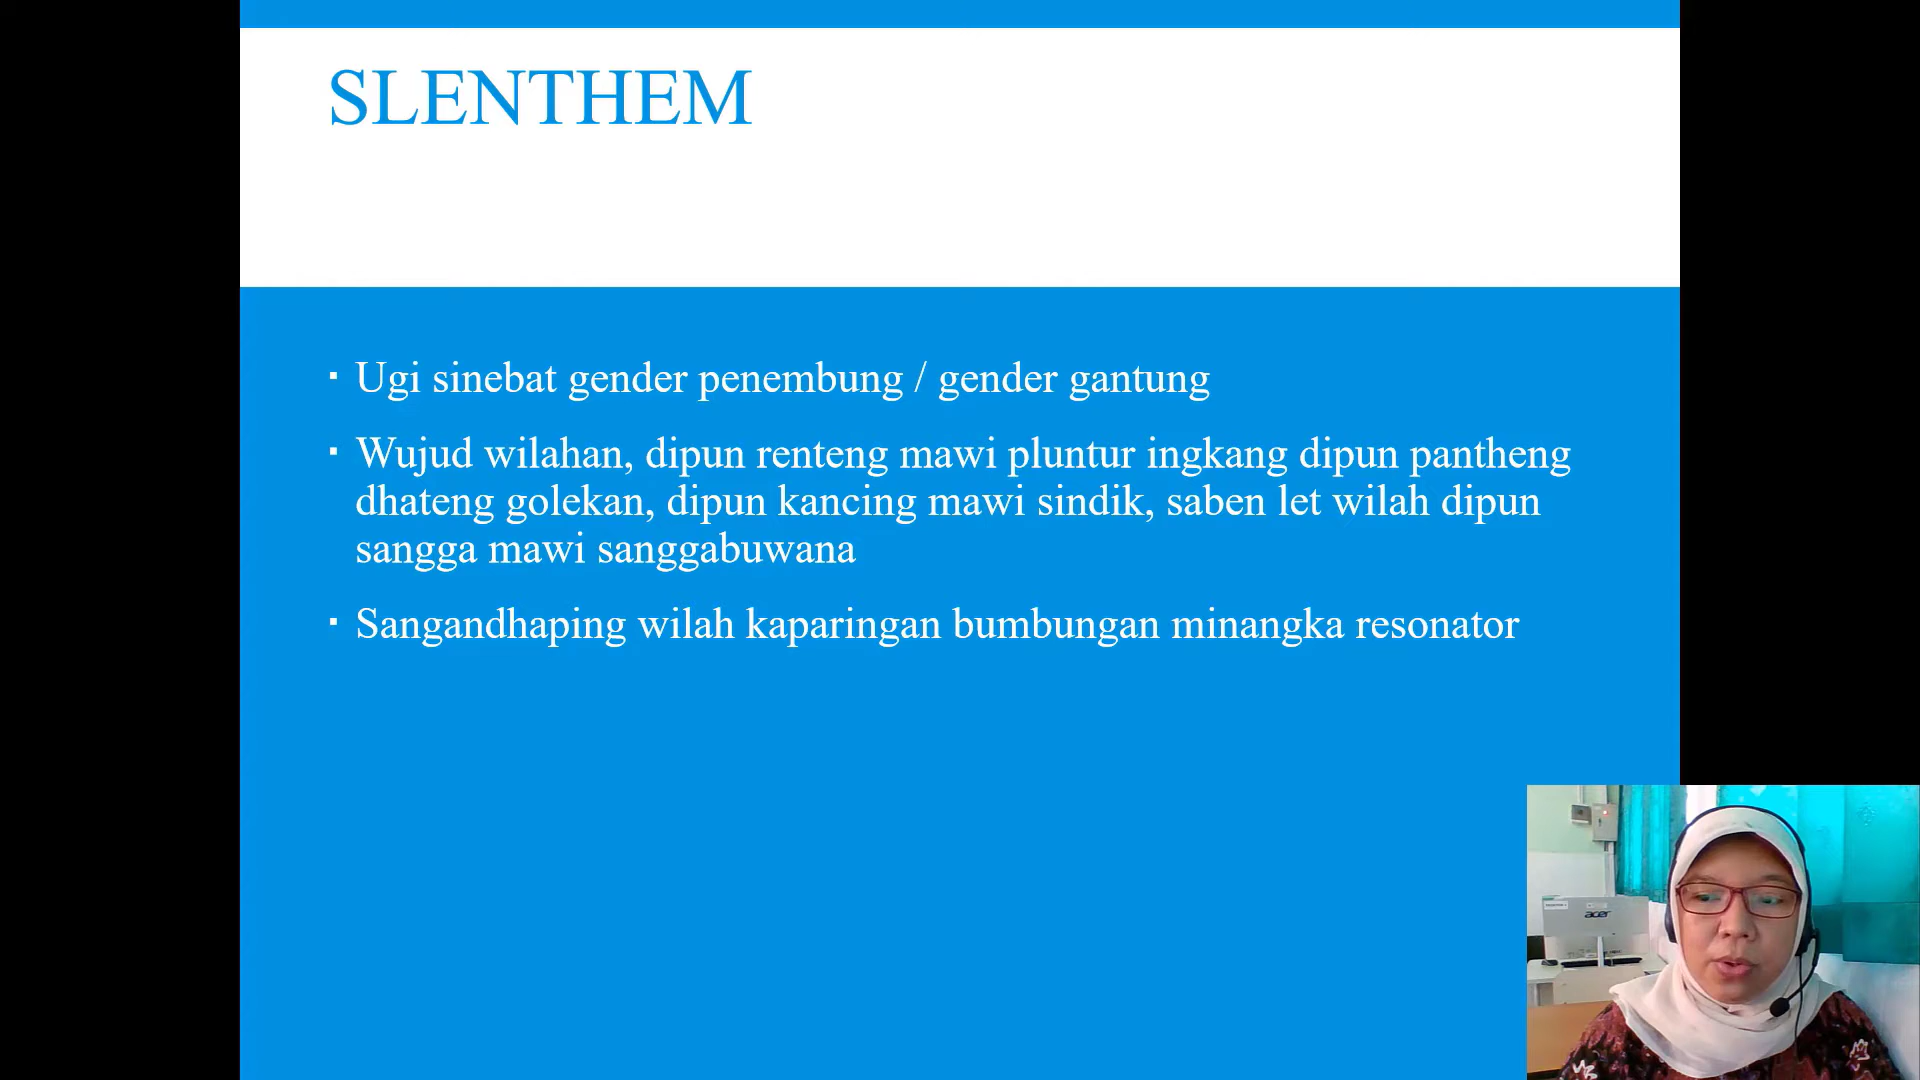 SLENTHEM
▪ Ugi sinebat gender penembung / gender gantung
▪ Wujud wilahan, dipun renteng mawi pluntur ingkang dipun pantheng
dhateng golekan, dipun kancing mawi sindik, saben let wilah dipun
sangga mawi sanggabuwana
▪ Sangandhaping wilah kaparingan bumbungan minangka resonator
acer